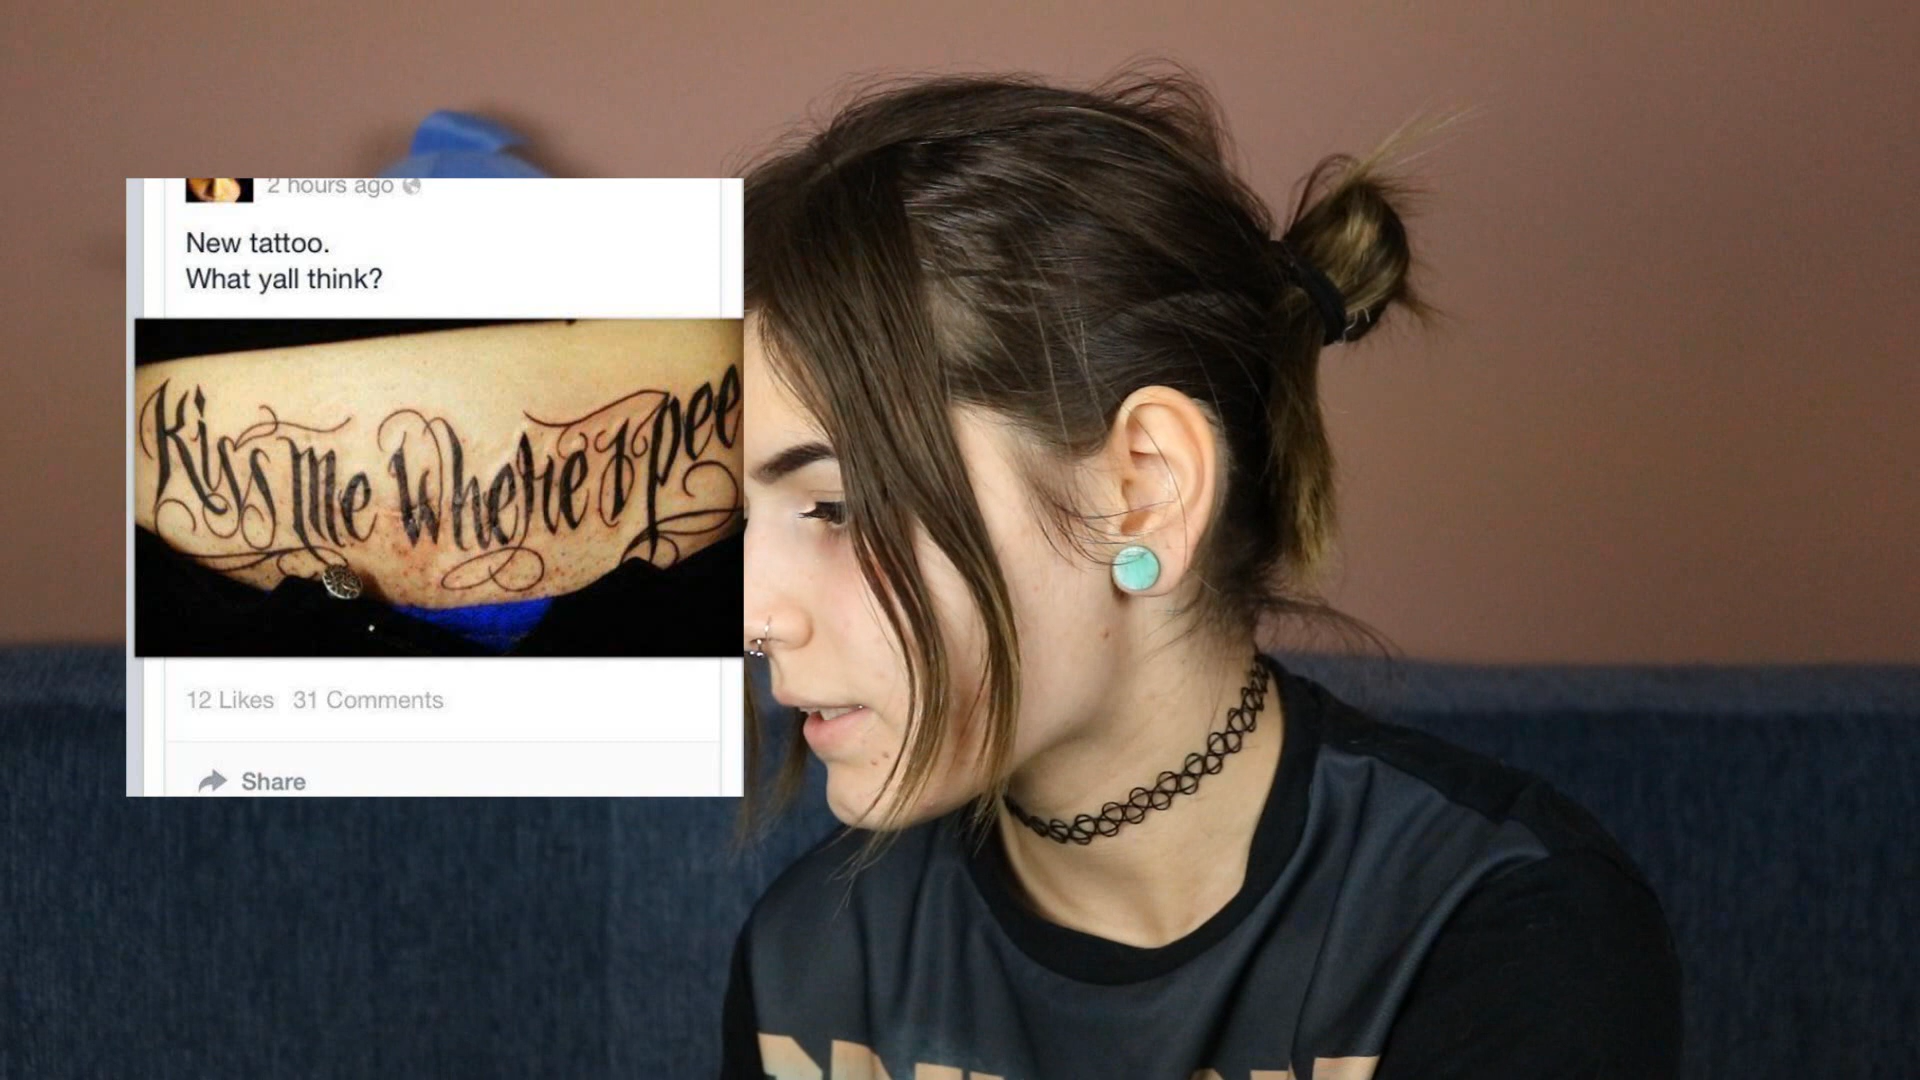 2 hours ago
New tattoo.
What yall think?
Kiss Me Where I pee
12 Likes 31 Comments
Share